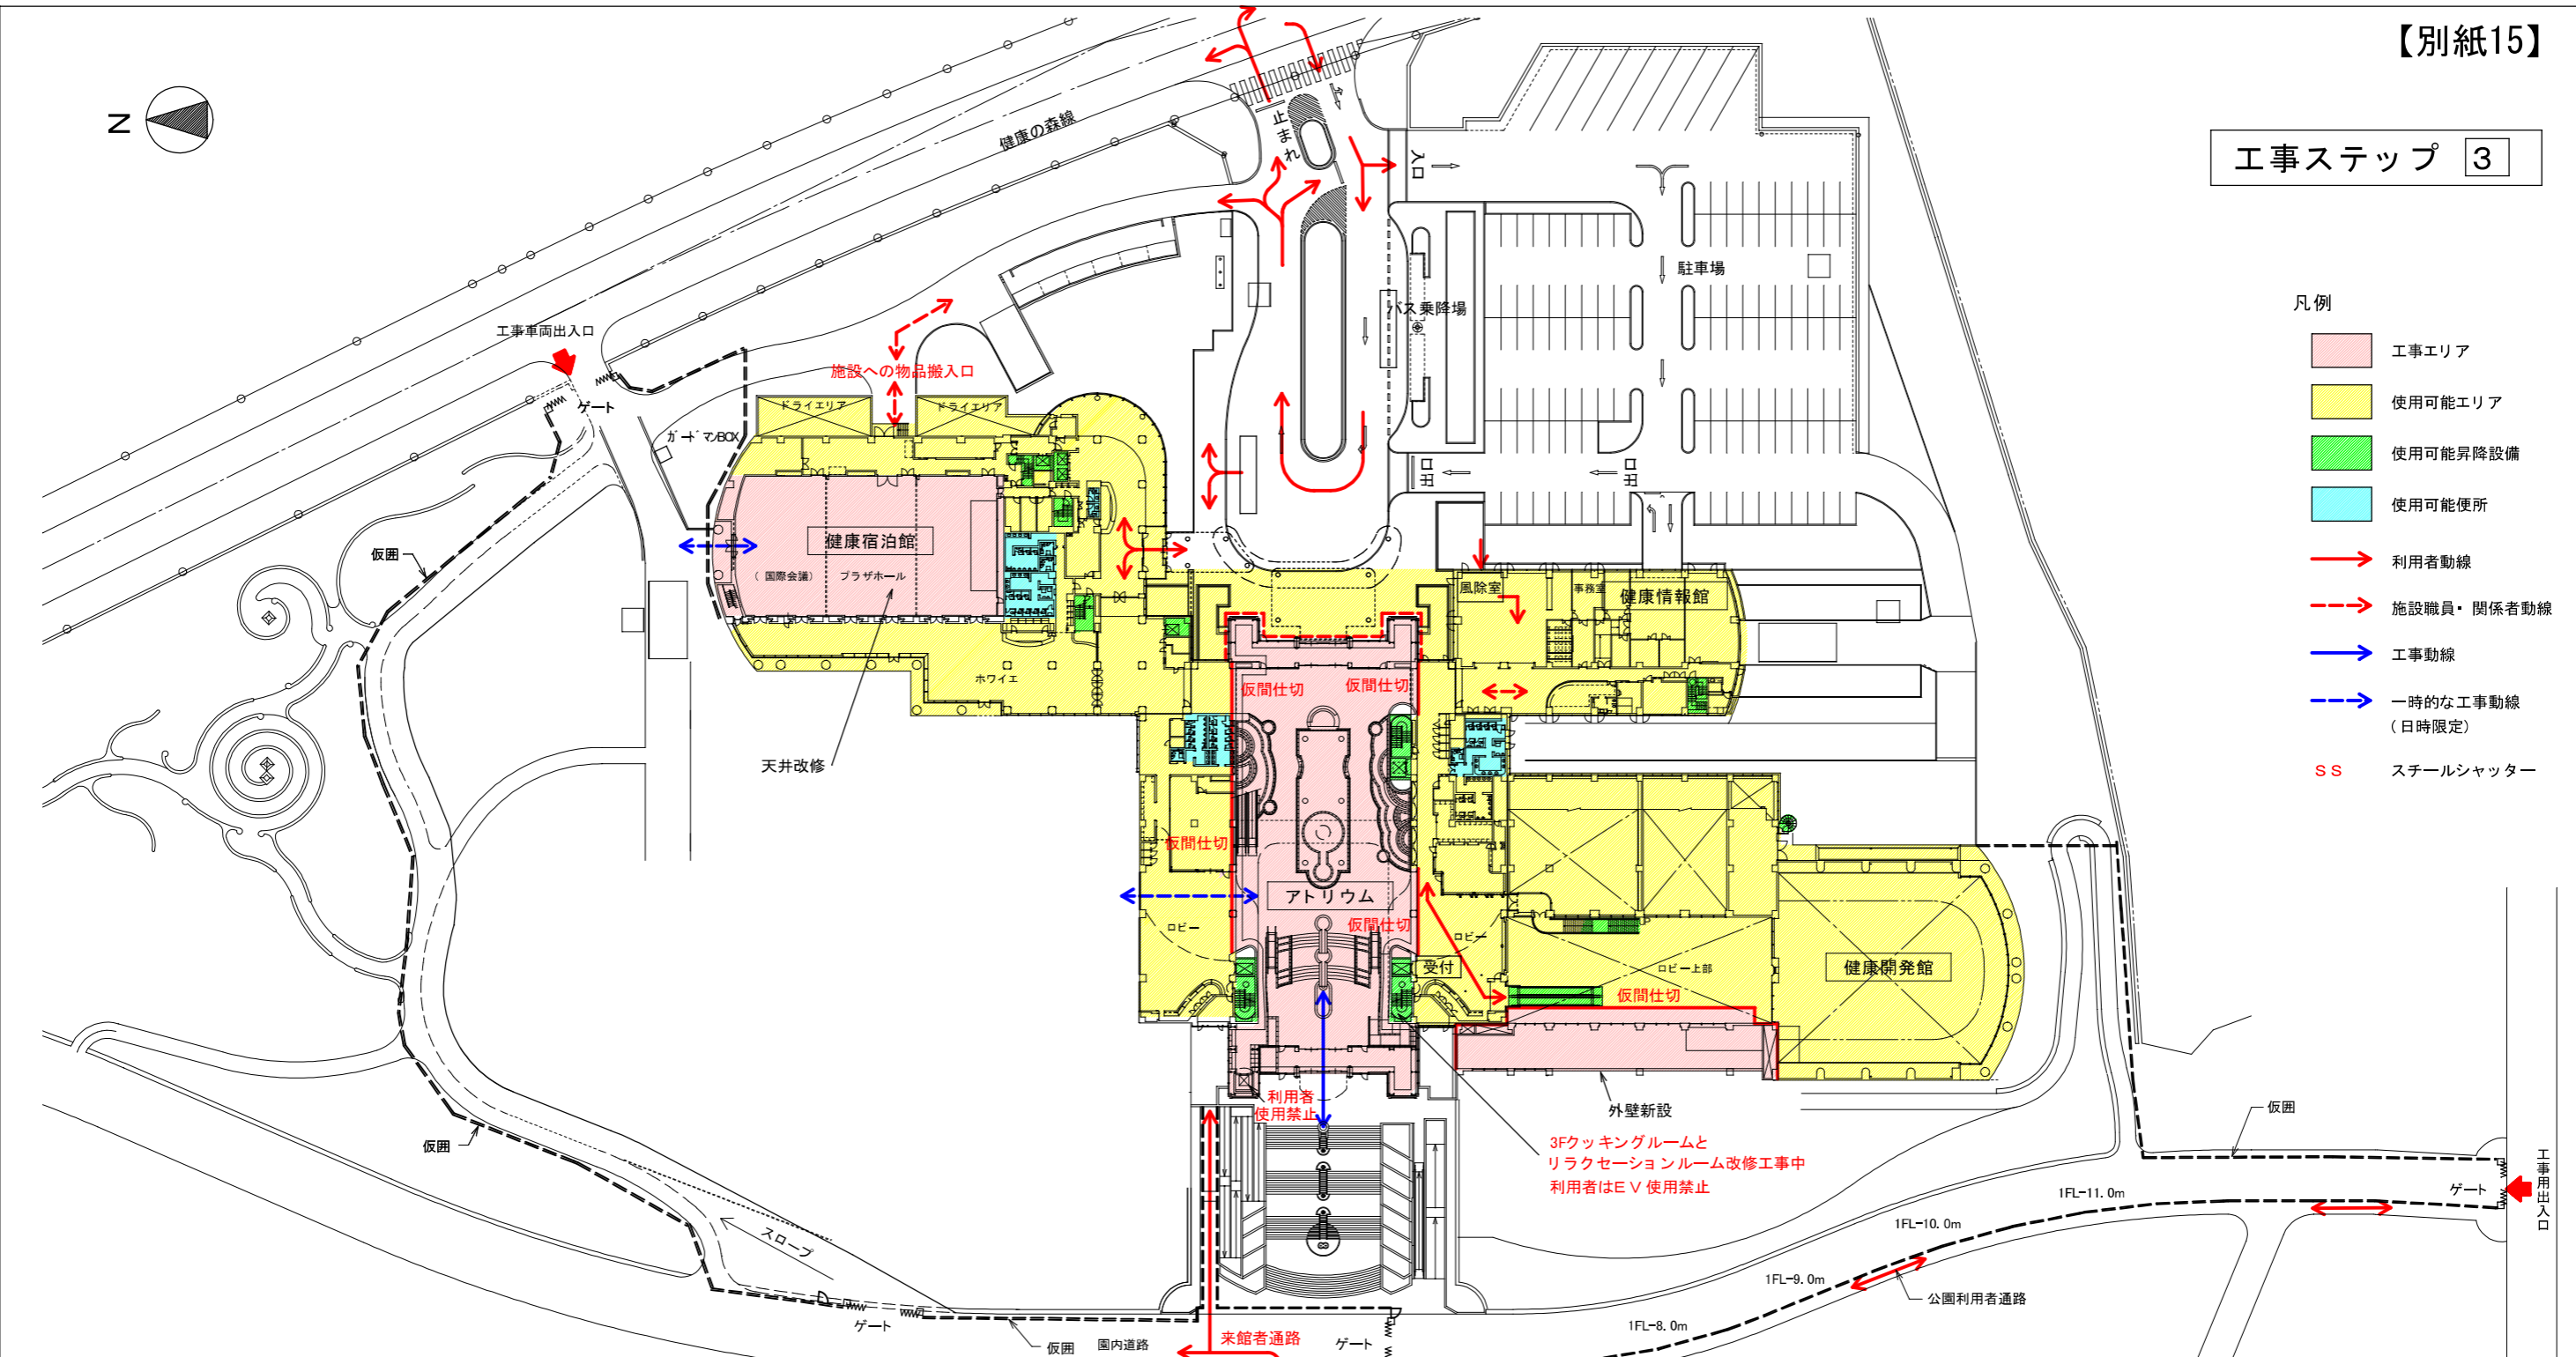 【別紙15】
工事ステップ 3
N
健康の森線
止まれ
入口
駐車場
バス乗降場
出口
出口
凡例
工事エリア
使用可能エリア
使用可能昇降設備
使用可能便所
利用者動線
施設職員・関係者動線
工事動線
一時的な工事動線
(日時限定)
SS スチールシャッター
工事車両出入口
ゲート
ガードマンBOX
施設への物品搬入口
ドライエリア
ドライエリア
仮囲
健康宿泊館
(国際会議) プラザホール
ホワイエ
天井改修
風除室
事務室
健康情報館
仮間仕切
仮間仕切
仮間仕切
アトリウム
仮間仕切
ロビー
ロビー
受付
ロビー上部
仮間仕切
健康開発館
利用者
使用禁止
外壁新設
3Fクッキングルームと
リラクセーションルーム改修工事中
利用者はEV使用禁止
仮囲
スロープ
ゲート
仮囲
園内道路
来館者通路
ゲート
1FL-8.0m
1FL-9.0m
1FL-10.0m
1FL-11.0m
公園利用者通路
仮囲
ゲート
工事用出入口